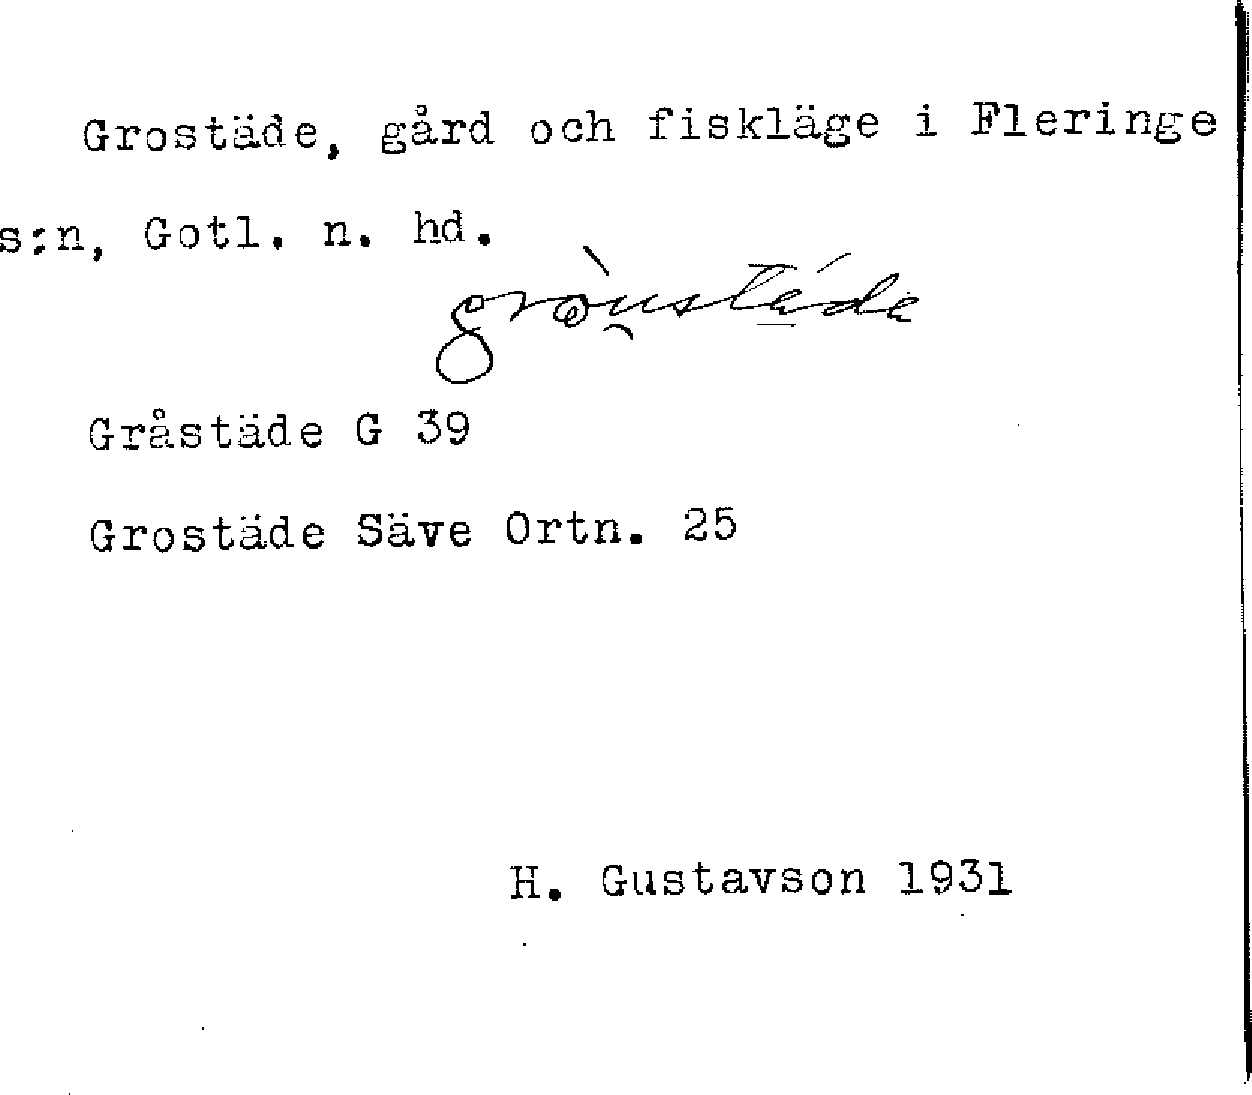 Grostäde, gård och fiskläge i Fleringe
s:n, Gotl. n. hd.
Gråstäde G 39
Grostäde Säve Ortn. 25
H. Gustavson 1931